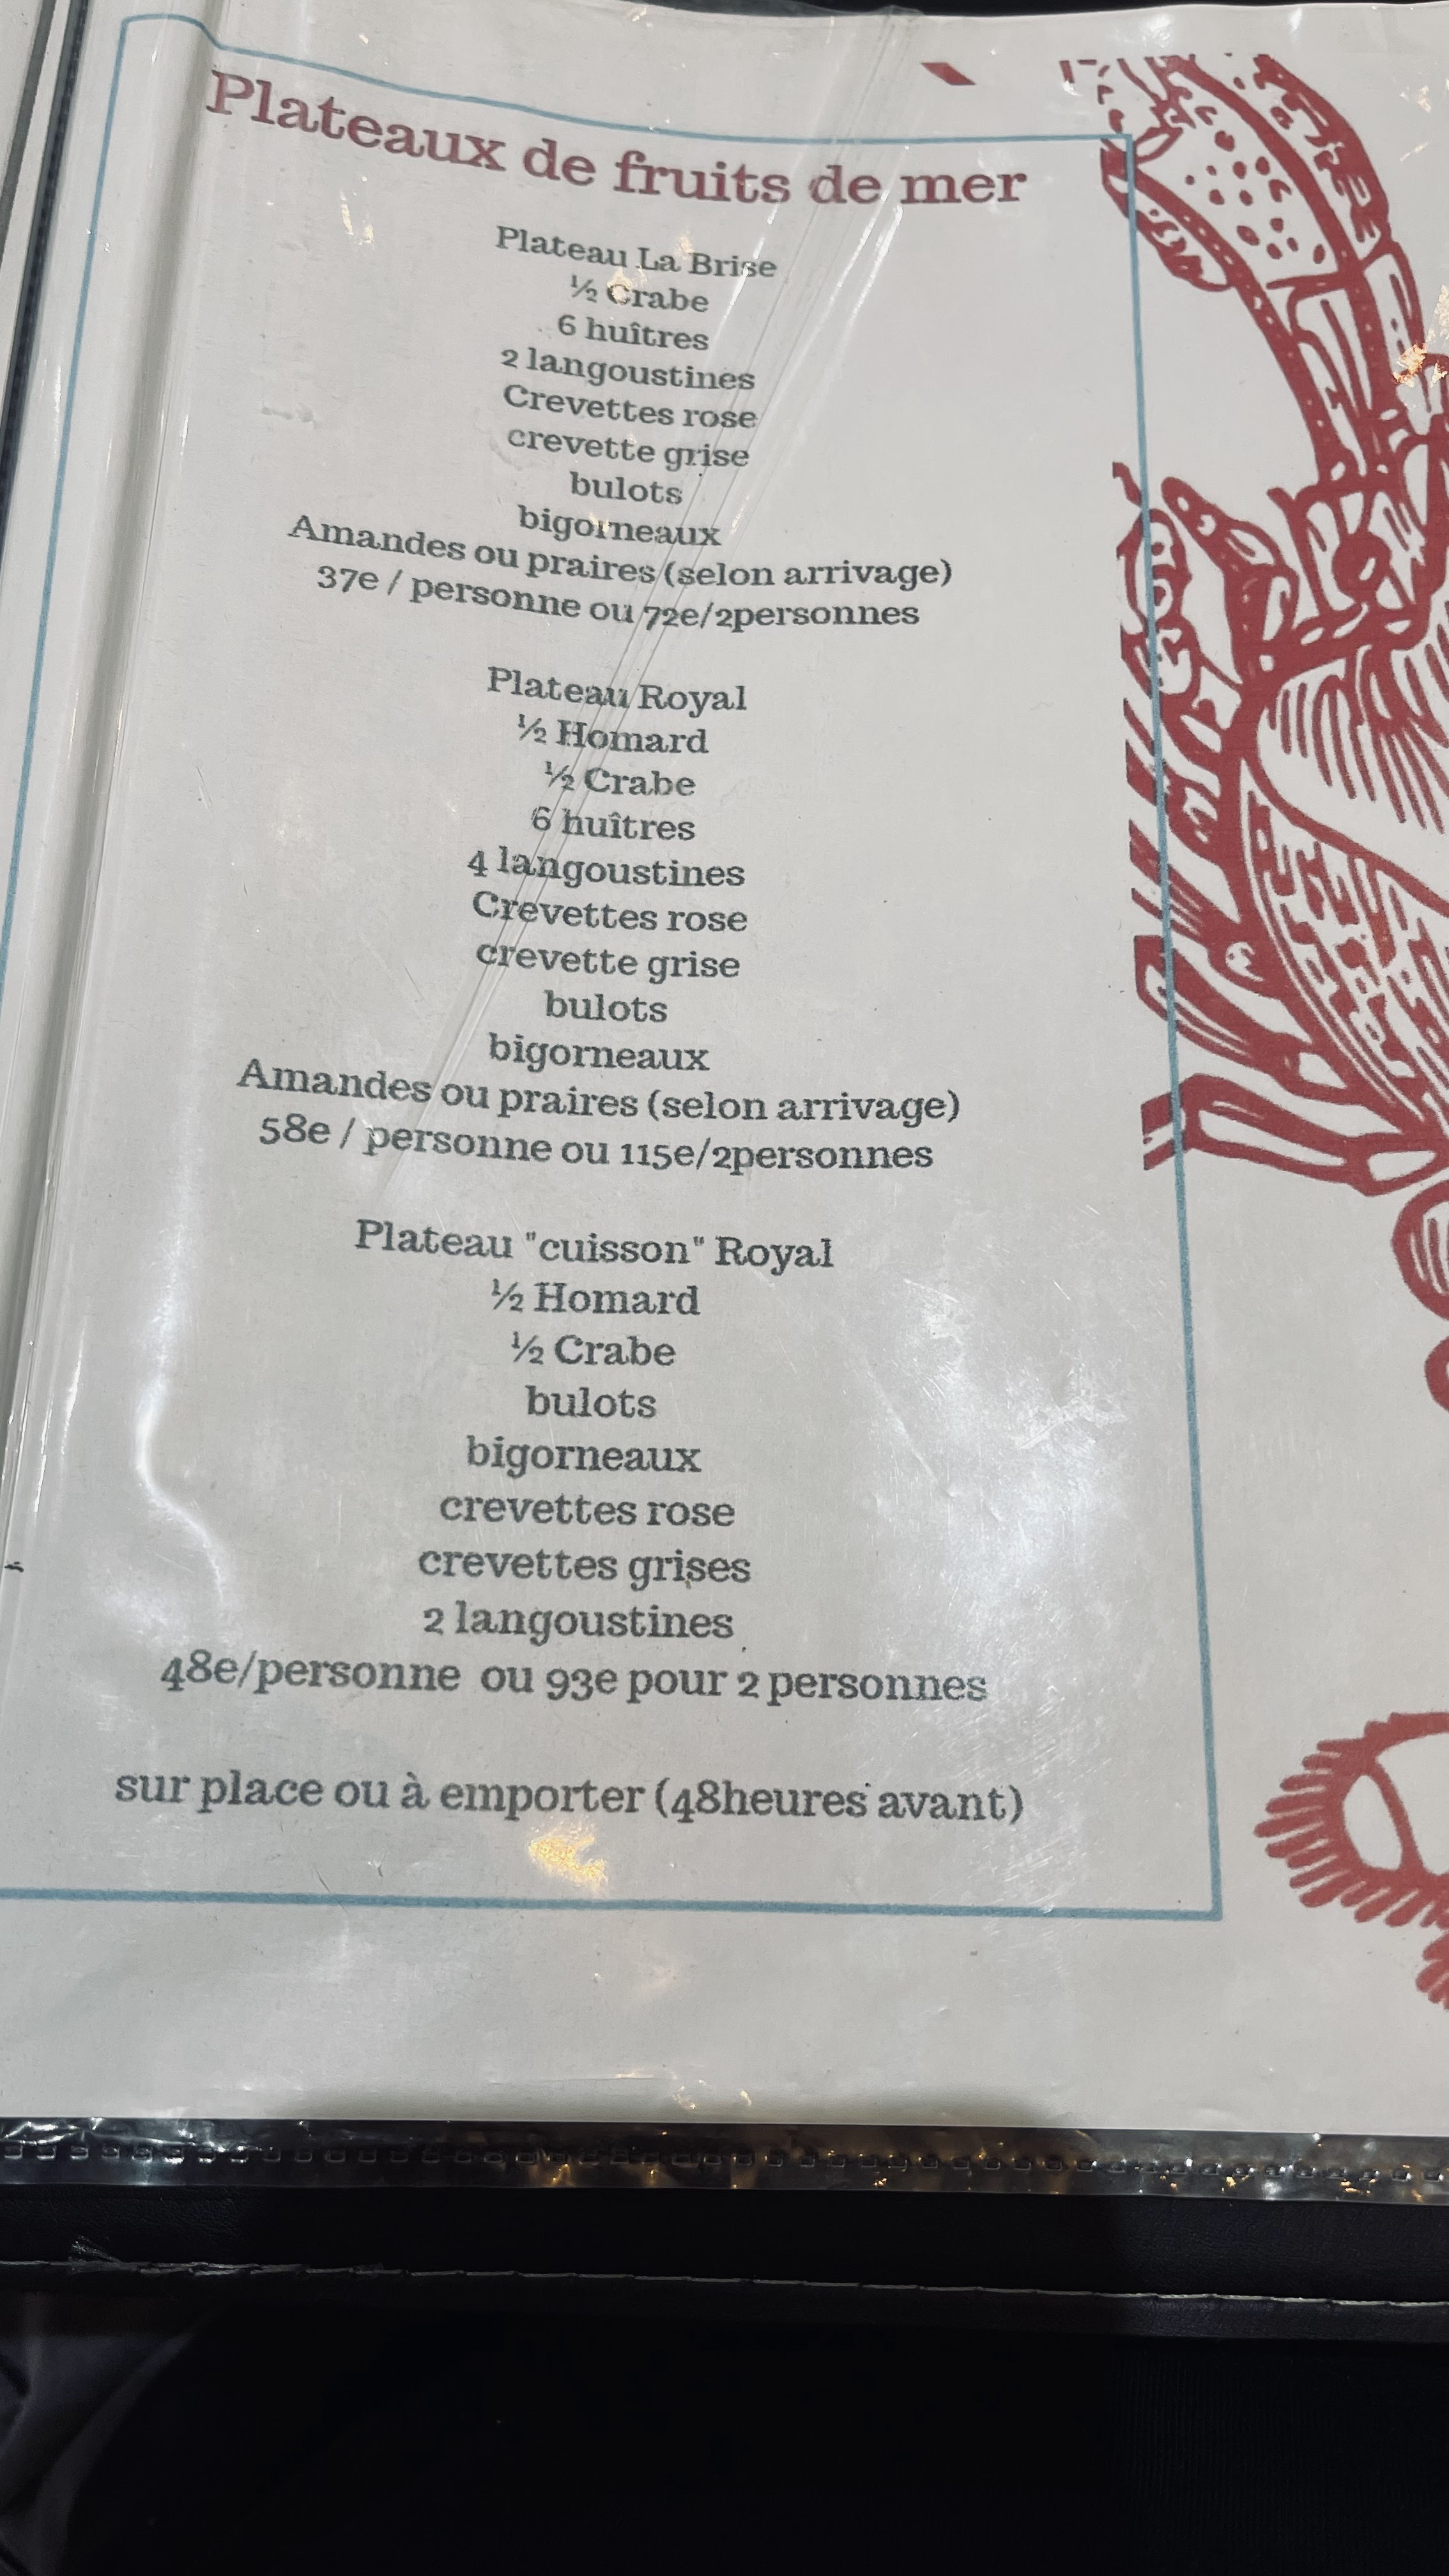 Plateaux de fruits de mer
Plateau La Brise
½ Crabe
6 huîtres
2 langoustines
Crevettes rose
crevette grise
bulots
bigorneaux
Amandes ou praires (selon arrivage)
37e / personne ou 72e/2personnes
Plateau Royal
½ Homard
½ Crabe
6 huîtres
4 langoustines
Crevettes rose
crevette grise
bulots
bigorneaux
Amandes ou praires (selon arrivage)
58e / personne ou 115e/2personnes
Plateau "cuisson" Royal
½ Homard
½ Crabe
bulots
bigorneaux
crevettes rose
crevettes grises
2 langoustines
48e/personne ou 93e pour 2 personnes
sur place ou à emporter (48heures avant)